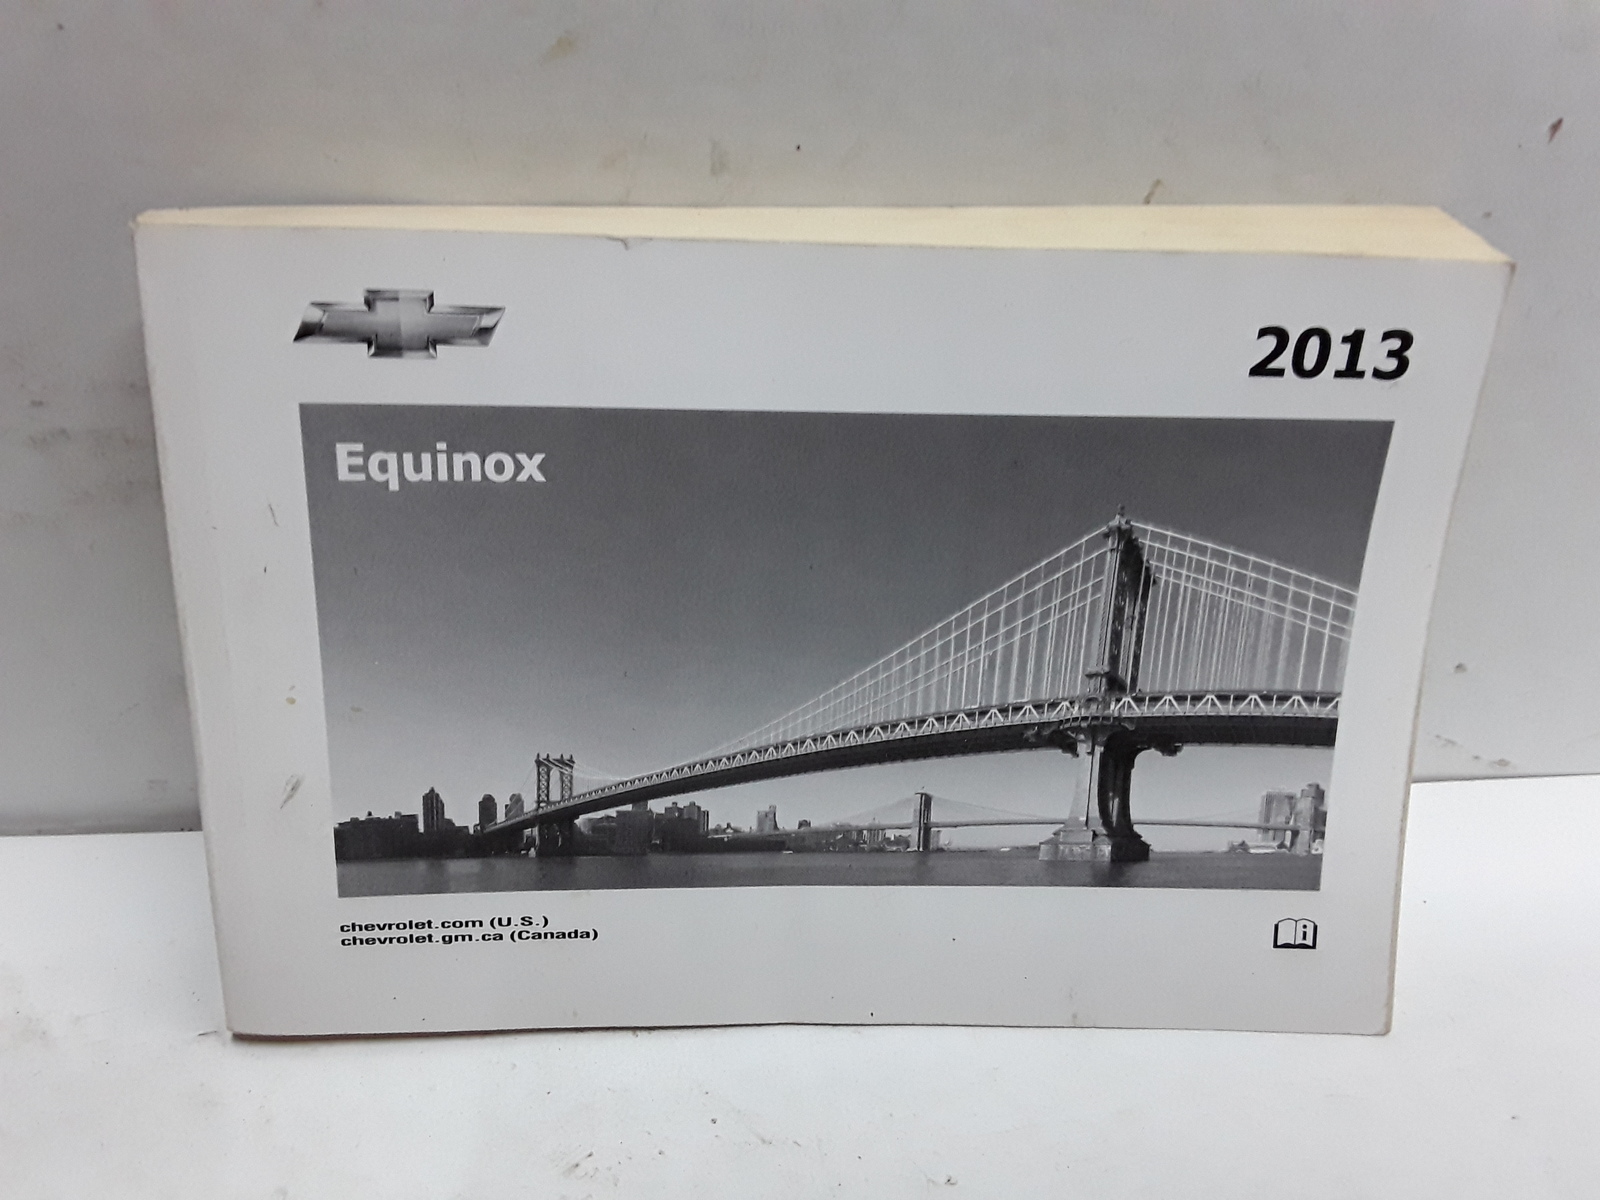 2013
Equinox
chevrolet.com (U.S.)
chevrolet.gm.ca (Canada)
i